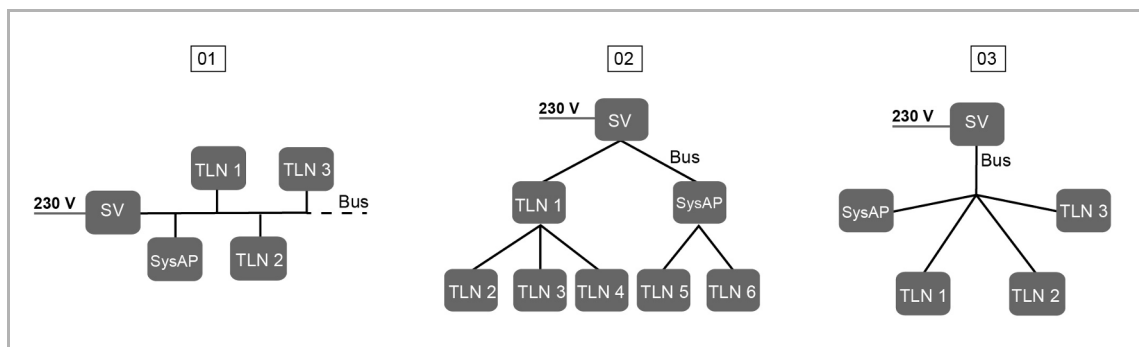 01
230 V
SV
TLN 1
TLN 3
Bus
SysAP
TLN 2
02
230 V
SV
Bus
TLN 1
SysAP
TLN 2
TLN 3
TLN 4
TLN 5
TLN 6
03
230 V
SV
Bus
SysAP
TLN 3
TLN 1
TLN 2